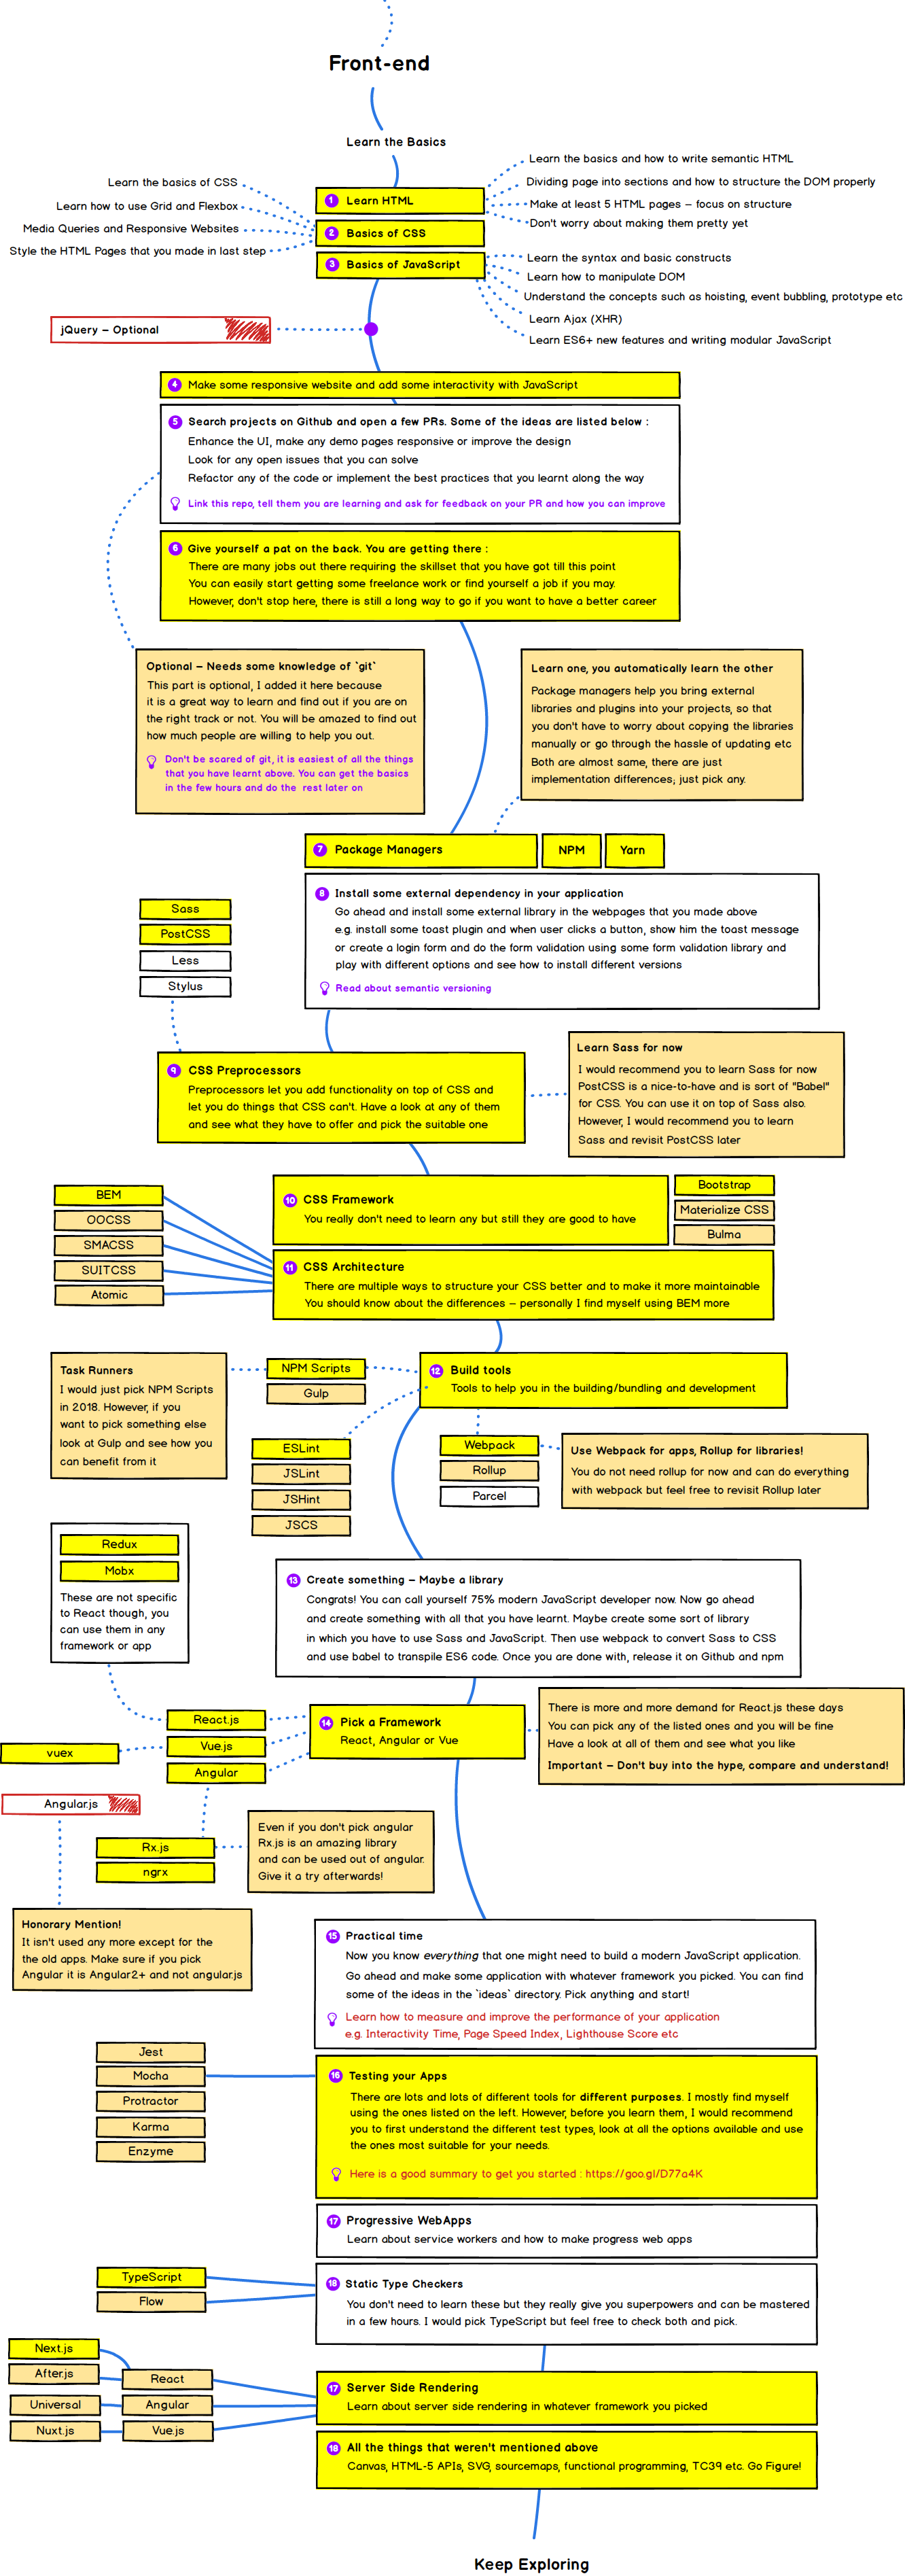 Front-end
Learn the Basics
1 Learn HTML
Learn the basics and how to write semantic HTML
Dividing page into sections and how to structure the DOM properly
Make at least 5 HTML pages – focus on structure
Don't worry about making them pretty yet
2 Basics of CSS
Learn the basics of CSS
Learn how to use Grid and Flexbox
Media Queries and Responsive Websites
Style the HTML Pages that you made in last step
3 Basics of JavaScript
Learn the syntax and basic constructs
Learn how to manipulate DOM
Understand the concepts such as hoisting, event bubbling, prototype etc
Learn Ajax (XHR)
Learn ES6+ new features and writing modular JavaScript
jQuery – Optional
4 Make some responsive website and add some interactivity with JavaScript
5 Search projects on Github and open a few PRs. Some of the ideas are listed below :
Enhance the UI, make any demo pages responsive or improve the design
Look for any open issues that you can solve
Refactor any of the code or implement the best practices that you learnt along the way
Link this repo, tell them you are learning and ask for feedback on your PR and how you can improve
6 Give yourself a pat on the back. You are getting there :
There are many jobs out there requiring the skillset that you have got till this point
You can easily start getting some freelance work or find yourself a job if you may.
However, don't stop here, there is still a long way to go if you want to have a better career
Optional – Needs some knowledge of `git`
This part is optional, I added it here because
it is a great way to learn and find out if you are on
the right track or not. You will be amazed to find out
how much people are willing to help you out.
Don't be scared of git, it is easiest of all the things
that you have learnt above. You can get the basics
in the few hours and do the rest later on
Learn one, you automatically learn the other
Package managers help you bring external
libraries and plugins into your projects, so that
you don't have to worry about copying the libraries
manually or go through the hassle of updating etc
Both are almost same, there are just
implementation differences; just pick any.
7 Package Managers
NPM
Yarn
8 Install some external dependency in your application
Go ahead and install some external library in the webpages that you made above
e.g. install some toast plugin and when user clicks a button, show him the toast message
or create a login form and do the form validation using some form validation library and
play with different options and see how to install different versions
Read about semantic versioning
Sass
PostCSS
Less
Stylus
9 CSS Preprocessors
Preprocessors let you add functionality on top of CSS and
let you do things that CSS can't. Have a look at any of them
and see what they have to offer and pick the suitable one
Learn Sass for now
I would recommend you to learn Sass for now
PostCSS is a nice-to-have and is sort of "Babel"
for CSS. You can use it on top of Sass also.
However, I would recommend you to learn
Sass and revisit PostCSS later
10 CSS Framework
You really don't need to learn any but still they are good to have
Bootstrap
Materialize CSS
Bulma
BEM
OOCSS
SMACSS
SUITCSS
Atomic
11 CSS Architecture
There are multiple ways to structure your CSS better and to make it more maintainable
You should know about the differences – personally I find myself using BEM more
12 Build tools
Tools to help you in the building/bundling and development
Task Runners
I would just pick NPM Scripts
in 2018. However, if you
want to pick something else
look at Gulp and see how you
can benefit from it
NPM Scripts
Gulp
ESLint
JSLint
JSHint
JSCS
Webpack
Rollup
Parcel
Use Webpack for apps, Rollup for libraries!
You do not need rollup for now and can do everything
with webpack but feel free to revisit Rollup later
Redux
Mobx
These are not specific
to React though, you
can use them in any
framework or app
13 Create something – Maybe a library
Congrats! You can call yourself 75% modern JavaScript developer now. Now go ahead
and create something with all that you have learnt. Maybe create some sort of library
in which you have to use Sass and JavaScript. Then use webpack to convert Sass to CSS
and use babel to transpile ES6 code. Once you are done with, release it on Github and npm
14 Pick a Framework
React, Angular or Vue
There is more and more demand for React.js these days
You can pick any of the listed ones and you will be fine
Have a look at all of them and see what you like
Important – Don't buy into the hype, compare and understand!
React.js
Vue.js
Angular
vuex
Angular.js
Rx.js
ngrx
Even if you don't pick angular
Rx.js is an amazing library
and can be used out of angular.
Give it a try afterwards!
Honorary Mention!
It isn't used any more except for the
the old apps. Make sure if you pick
Angular it is Angular2+ and not angular.js
15 Practical time
Now you know everything that one might need to build a modern JavaScript application.
Go ahead and make some application with whatever framework you picked. You can find
some of the ideas in the `ideas` directory. Pick anything and start!
Learn how to measure and improve the performance of your application
e.g. Interactivity Time, Page Speed Index, Lighthouse Score etc
Jest
Mocha
Protractor
Karma
Enzyme
16 Testing your Apps
There are lots and lots of different tools for different purposes. I mostly find myself
using the ones listed on the left. However, before you learn them, I would recommend
you to first understand the different test types, look at all the options available and use
the ones most suitable for your needs.
Here is a good summary to get you started : https://goo.gl/D77a4K
17 Progressive WebApps
Learn about service workers and how to make progress web apps
TypeScript
Flow
18 Static Type Checkers
You don't need to learn these but they really give you superpowers and can be mastered
in a few hours. I would pick TypeScript but feel free to check both and pick.
Next.js
After.js
React
Universal
Angular
Nuxt.js
Vue.js
17 Server Side Rendering
Learn about server side rendering in whatever framework you picked
18 All the things that weren't mentioned above
Canvas, HTML-5 APIs, SVG, sourcemaps, functional programming, TC39 etc. Go Figure!
Keep Exploring